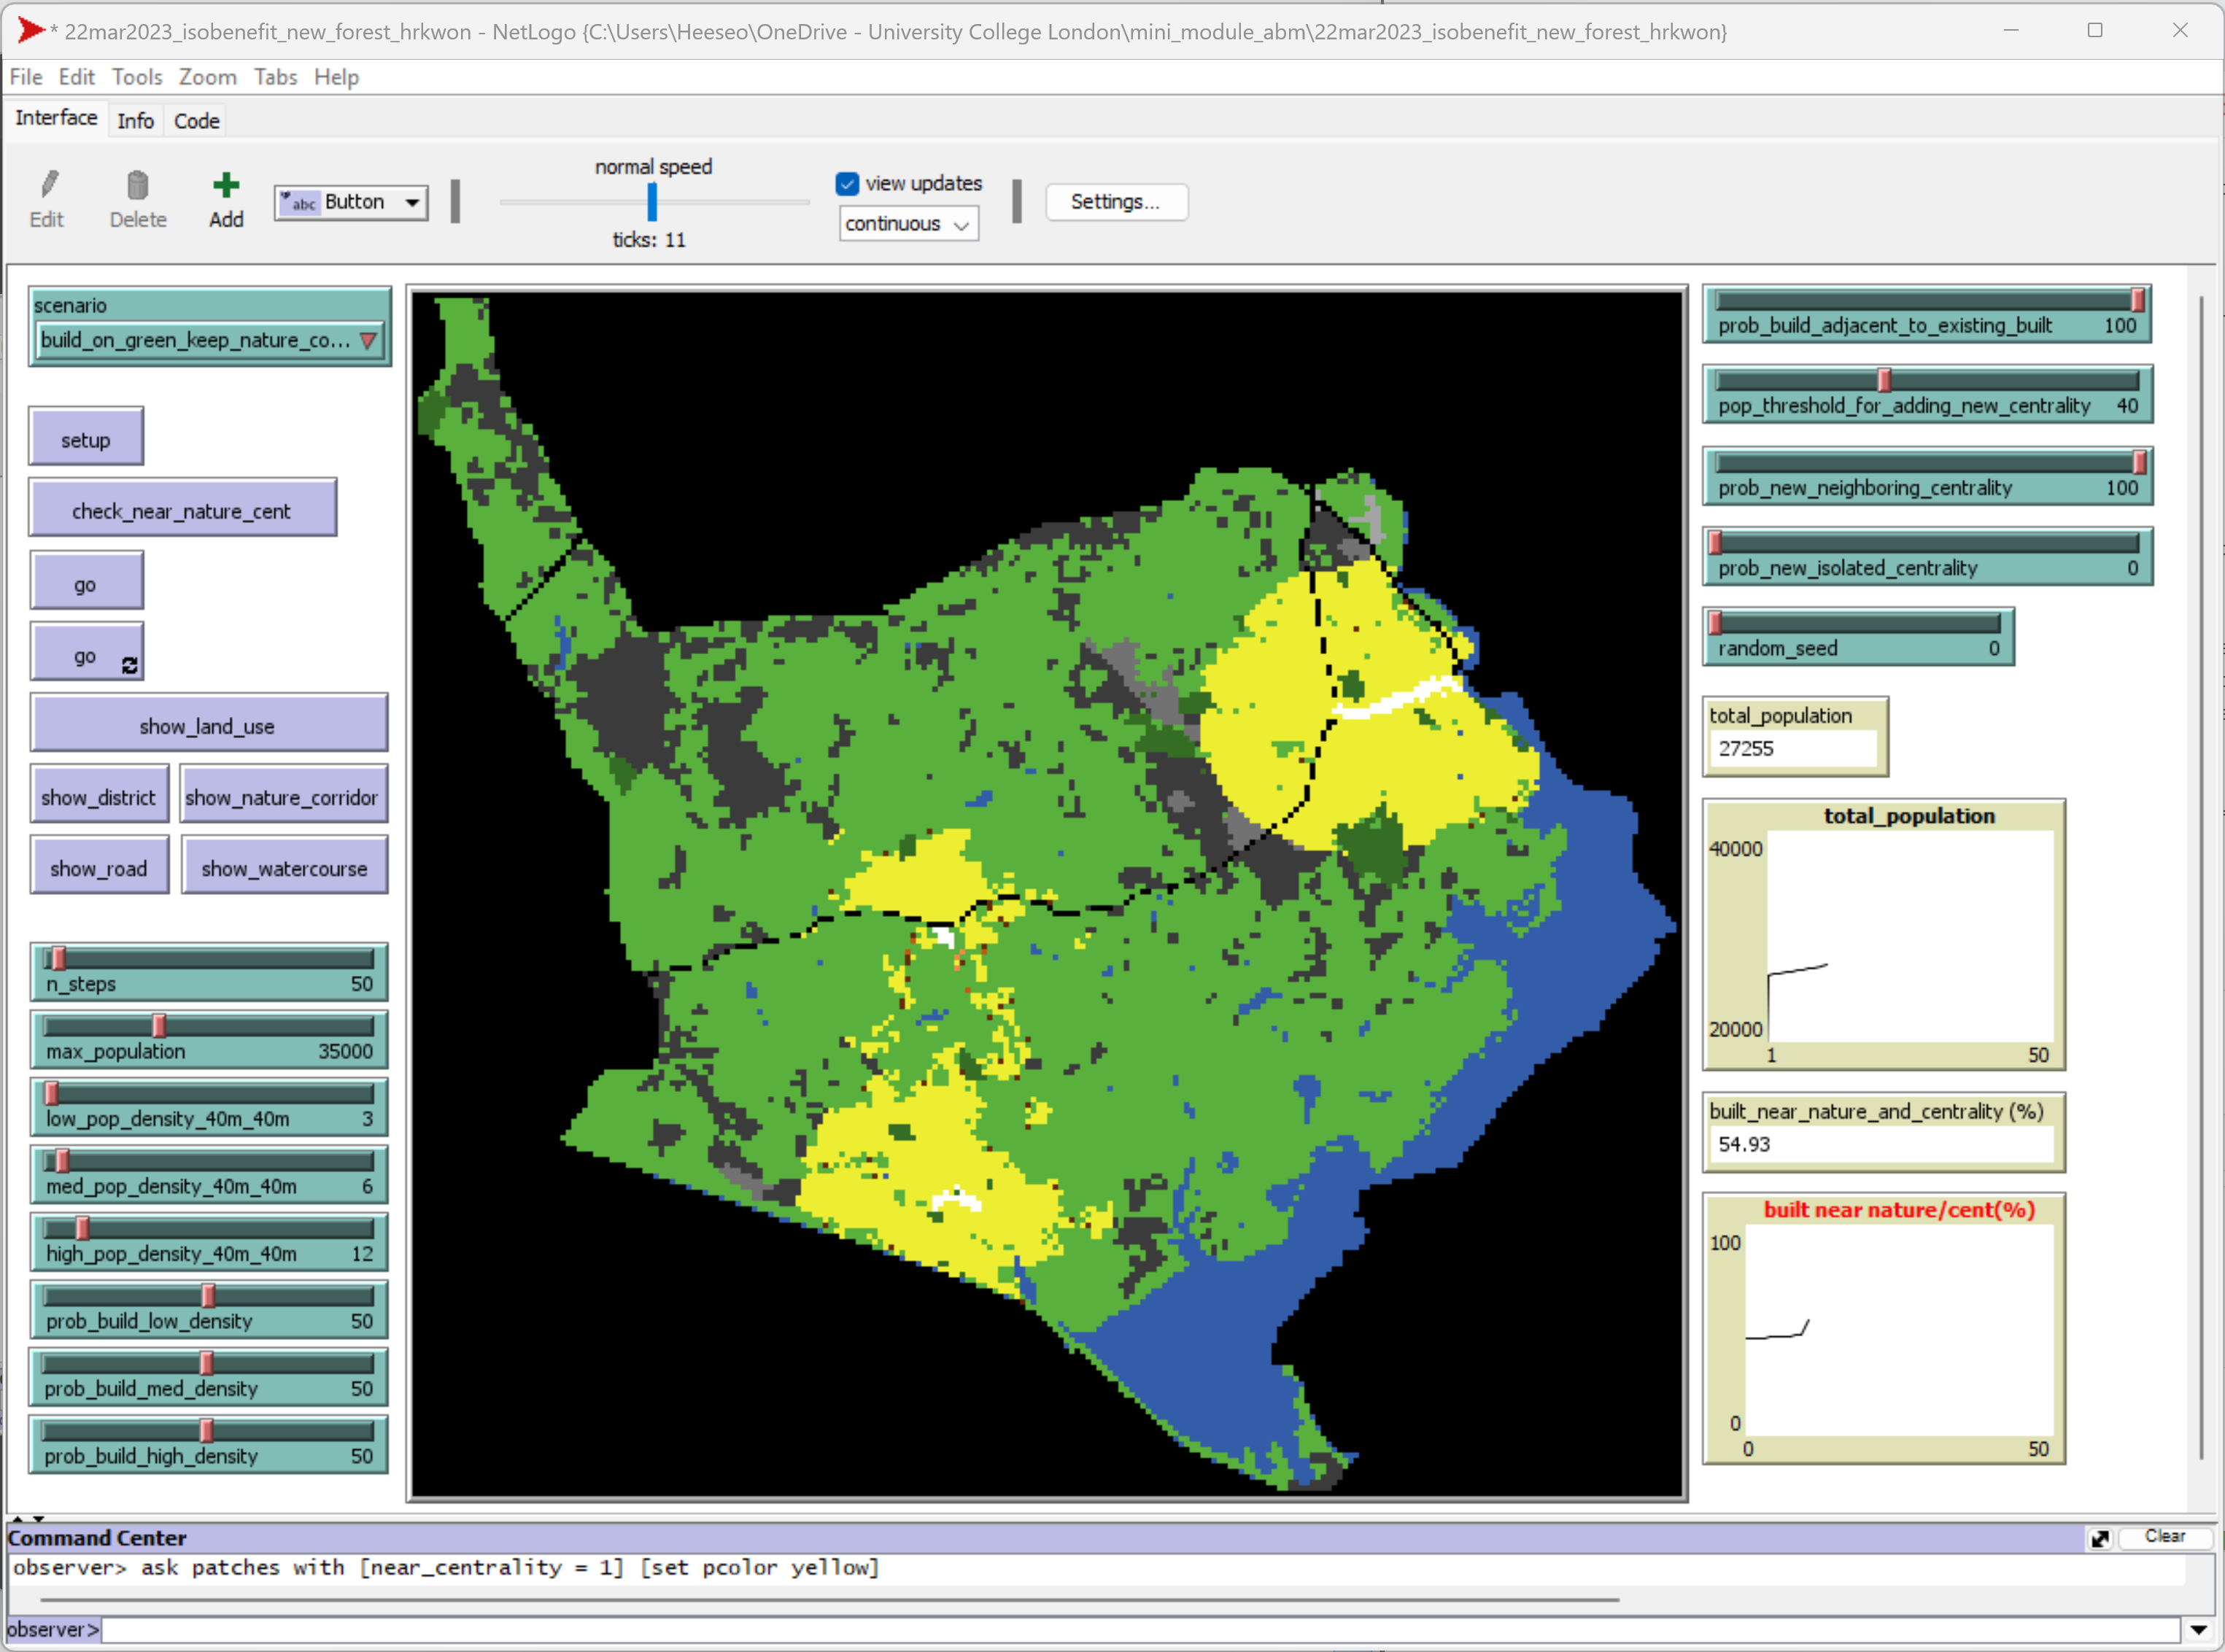 * 22mar2023_isobenefit_new_forest_hrkwon - NetLogo {C:\Users\Heeseo\OneDrive - University College London\mini_module_abm\22mar2023_isobenefit_new_forest_hrkwon}
File Edit Tools Zoom Tabs Help
Interface Info Code
normal speed
view updates
abc Button
Settings...
Edit Delete Add
continuous
ticks: 11
scenario
build_on_green_keep_nature_co...
setup
check_near_nature_cent
go
go
show_land_use
show_district show_nature_corridor
show_road show_watercourse
n_steps 50
max_population 35000
low_pop_density_40m_40m 3
med_pop_density_40m_40m 6
high_pop_density_40m_40m 12
prob_build_low_density 50
prob_build_med_density 50
prob_build_high_density 50
prob_build_adjacent_to_existing_built 100
pop_threshold_for_adding_new_centrality 40
prob_new_neighboring_centrality 100
prob_new_isolated_centrality 0
random_seed 0
total_population
27255
total_population
40000
20000
1 50
built_near_nature_and_centrality (%)
54.93
built near nature/cent(%)
100
0
0 50
Command Center
Clear
observer> ask patches with [near_centrality = 1] [set pcolor yellow]
observer>